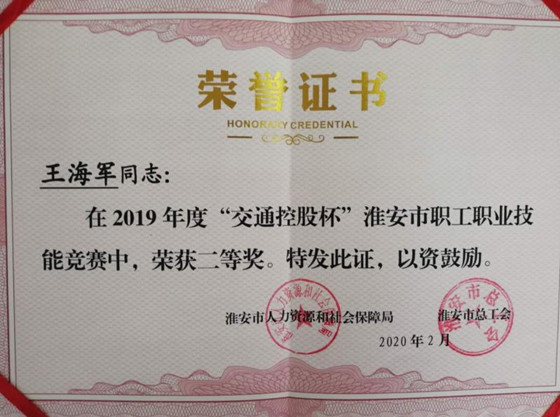 荣誉证书
HONORARY CREDENTIAL
王海军同志:
在2019年度“交通控股杯”淮安市职工职业技
能竞赛中，荣获二等奖。特发此证，以资鼓励。
淮安市人力资源和社会保障局 淮安市总工会
2020年2月